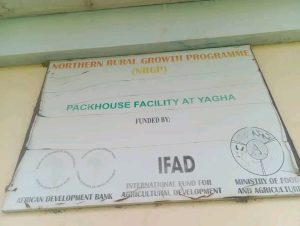 NORTHERN RURAL GROWTH PROGRAMME
(NRGP)
PACKHOUSE FACILITY AT YAGHA
FUNDED BY:
IFAD
AFRICAN DEVELOPMENT BANK
INTERNATIONAL FUND FOR
AGRICULTURAL DEVELOPMENT
MINISTRY OF FOOD
AND AGRICULTURE